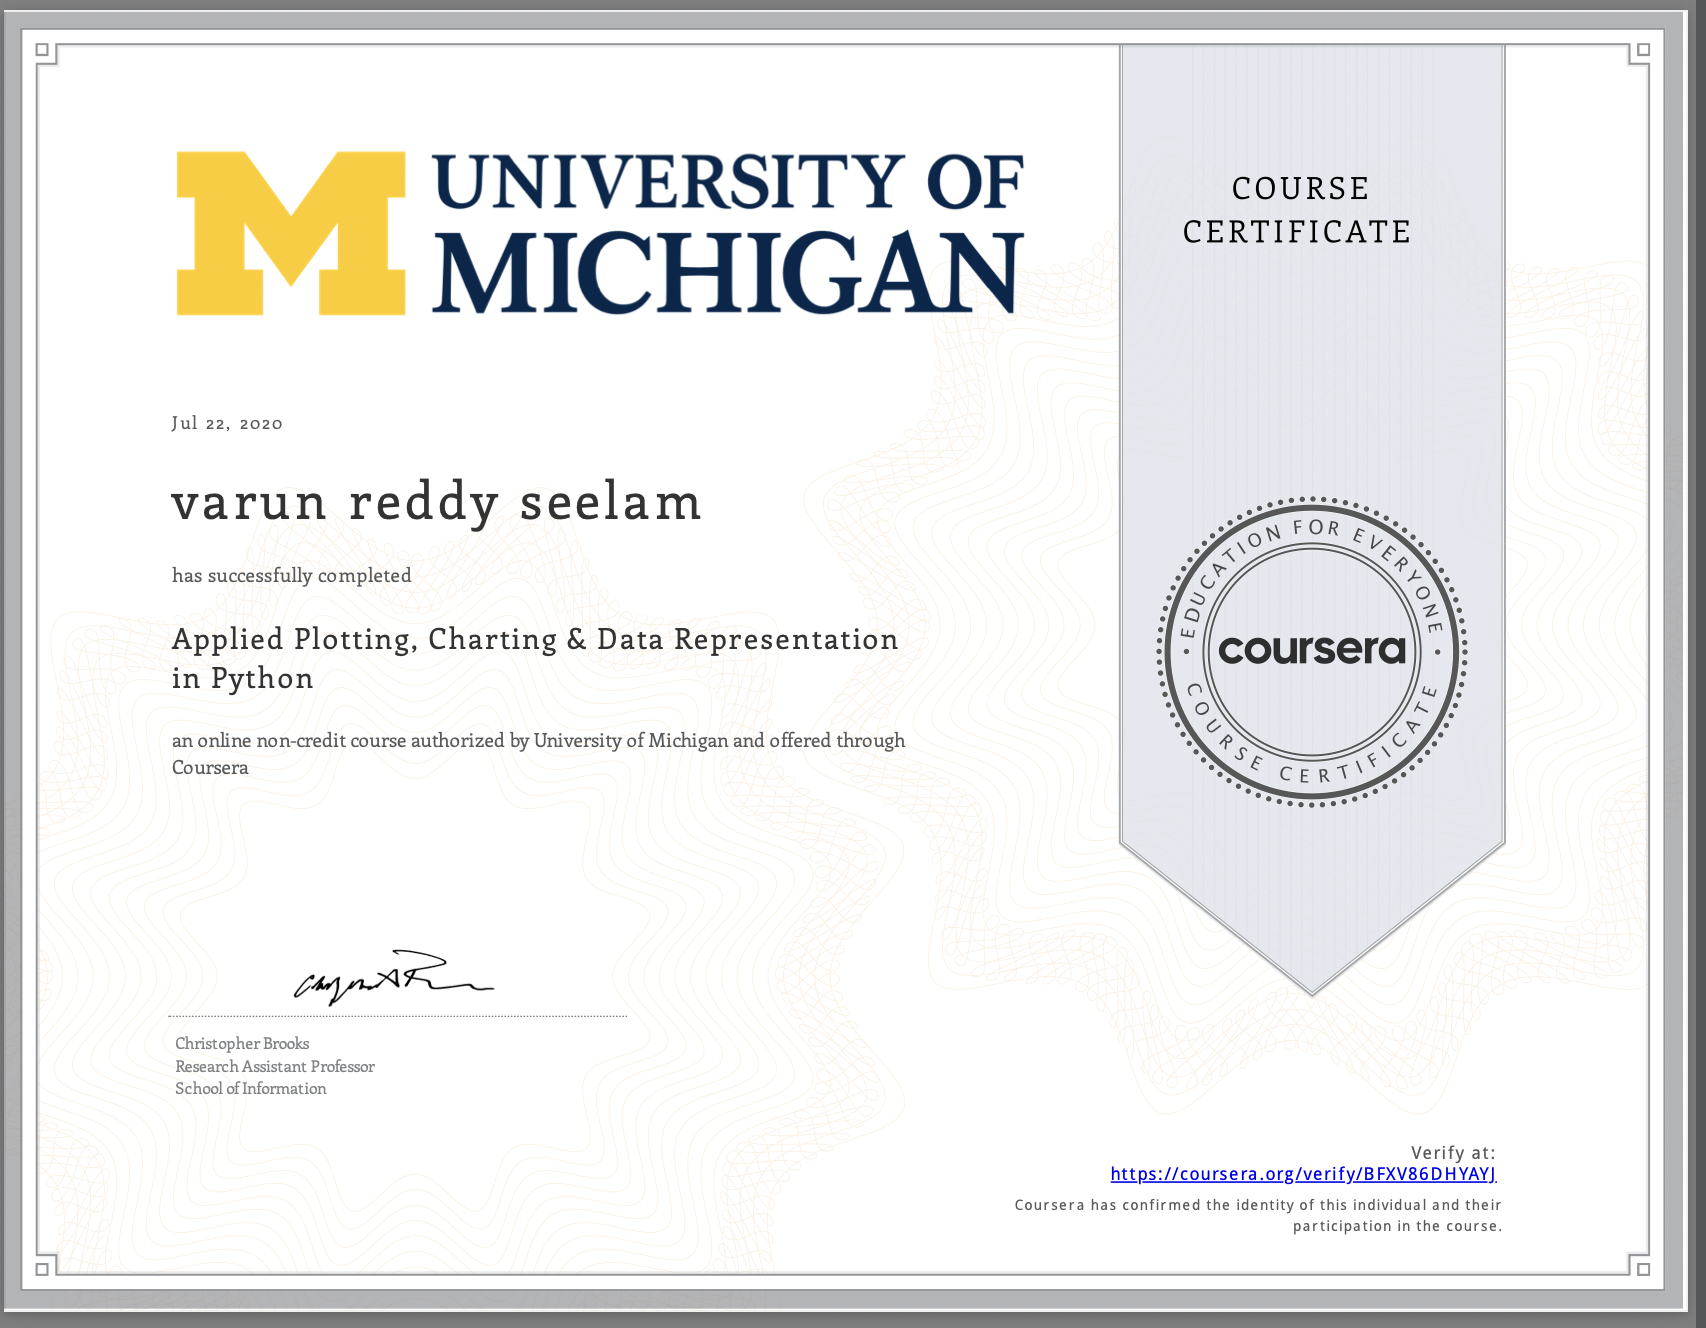 UNIVERSITY OF
MICHIGAN
COURSE
CERTIFICATE
Jul 22, 2020
varun reddy seelam
has successfully completed
Applied Plotting, Charting & Data Representation
in Python
an online non-credit course authorized by University of Michigan and offered through
Coursera
EDUCATION FOR EVERYONE
coursera
COURSE CERTIFICATE
Christopher Brooks
Research Assistant Professor
School of Information
Verify at:
https://coursera.org/verify/BFXV86DHYAYJ
Coursera has confirmed the identity of this individual and their
participation in the course.